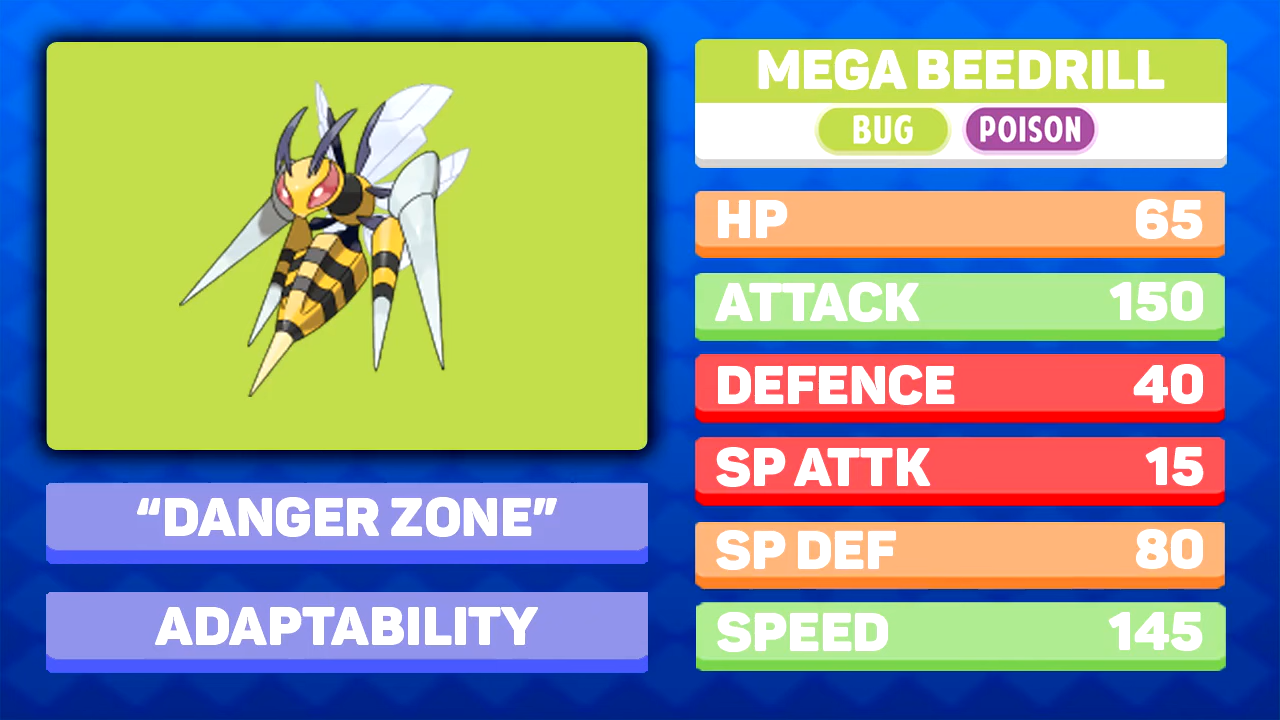 MEGA BEEDRILL
BUG POISON
HP 65
ATTACK 150
DEFENCE 40
SP ATTK 15
SP DEF 80
SPEED 145
“DANGER ZONE”
ADAPTABILITY